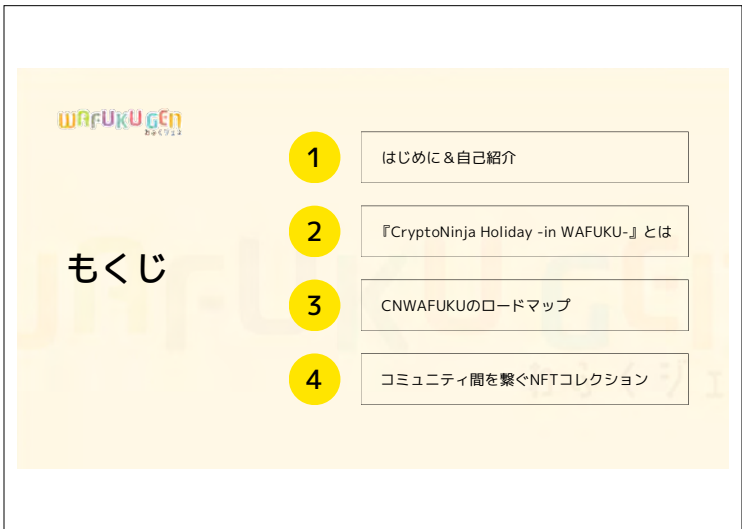 WAFUKU GEN
わふくジェネ
もくじ
1
はじめに＆自己紹介
2
『CryptoNinja Holiday -in WAFUKU-』とは
3
CNWAFUKUのロードマップ
4
コミュニティ間を繋ぐNFTコレクション